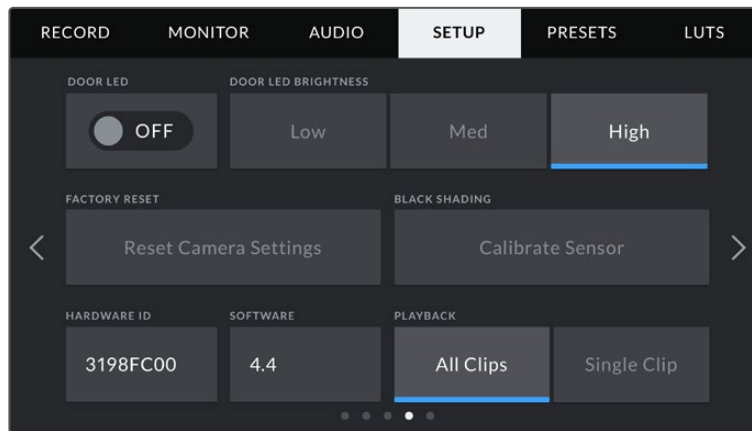 RECORD MONITOR AUDIO SETUP PRESETS LUTS
DOOR LED DOOR LED BRIGHTNESS
OFF Low Med High
FACTORY RESET BLACK SHADING
Reset Camera Settings Calibrate Sensor
HARDWARE ID SOFTWARE PLAYBACK
3198FC00 4.4 All Clips Single Clip